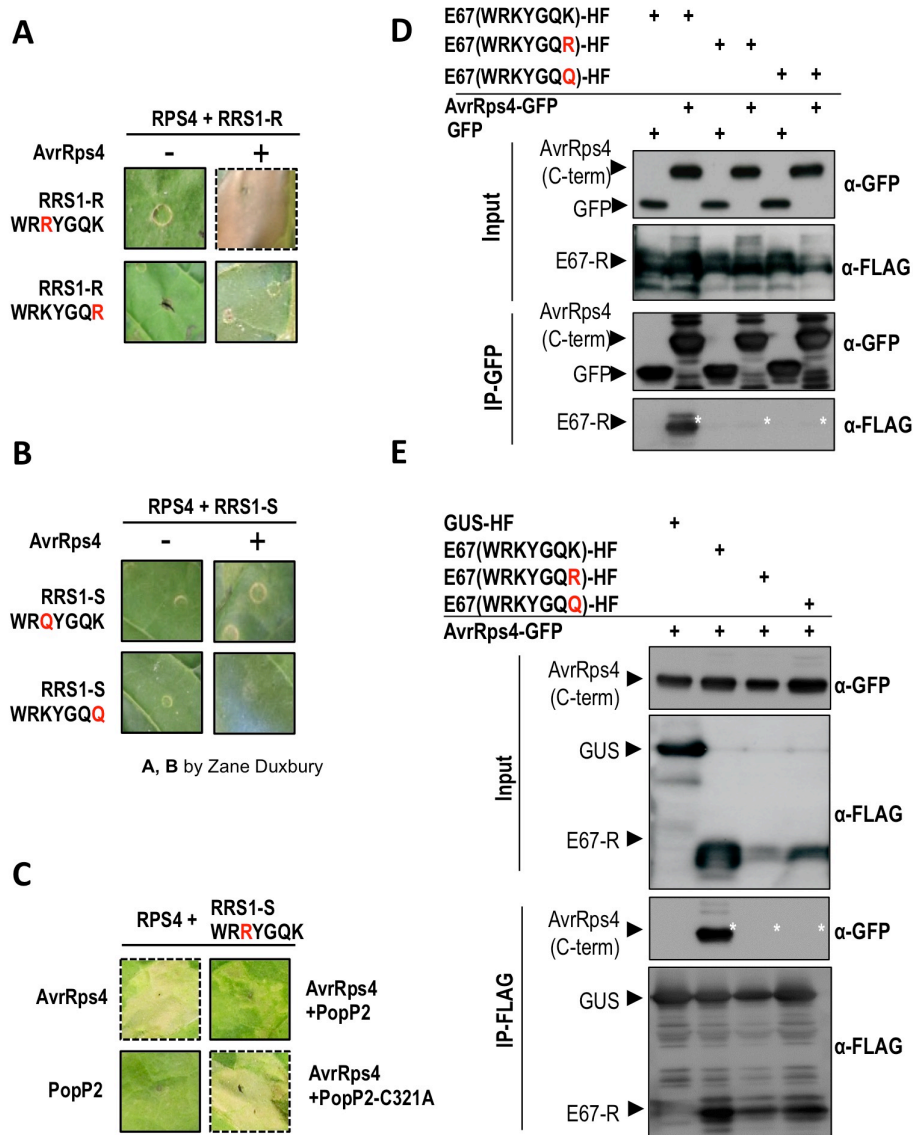 A
RPS4 + RRS1-R
AvrRps4 - +
RRS1-R
WRRYGQK
RRS1-R
WRKYGQR
B
RPS4 + RRS1-S
AvrRps4 - +
RRS1-S
WRQYGQK
RRS1-S
WRKYGQQ
A, B by Zane Duxbury
C
RPS4 + RRS1-S
WRRYGQK
AvrRps4
AvrRps4
+PopP2
PopP2
AvrRps4
+PopP2-C321A
D
E67(WRKYGQK)-HF + +
E67(WRKYGQR)-HF + +
E67(WRKYGQQ)-HF + +
AvrRps4-GFP + + +
GFP + + +
Input
AvrRps4
(C-term)
α-GFP
GFP
E67-R
α-FLAG
IP-GFP
AvrRps4
(C-term)
α-GFP
GFP
E67-R
* * *
α-FLAG
E
GUS-HF +
E67(WRKYGQK)-HF +
E67(WRKYGQR)-HF +
E67(WRKYGQQ)-HF +
AvrRps4-GFP + + + +
Input
AvrRps4
(C-term)
α-GFP
GUS
α-FLAG
E67-R
IP-FLAG
AvrRps4
(C-term)
* * *
α-GFP
GUS
α-FLAG
E67-R